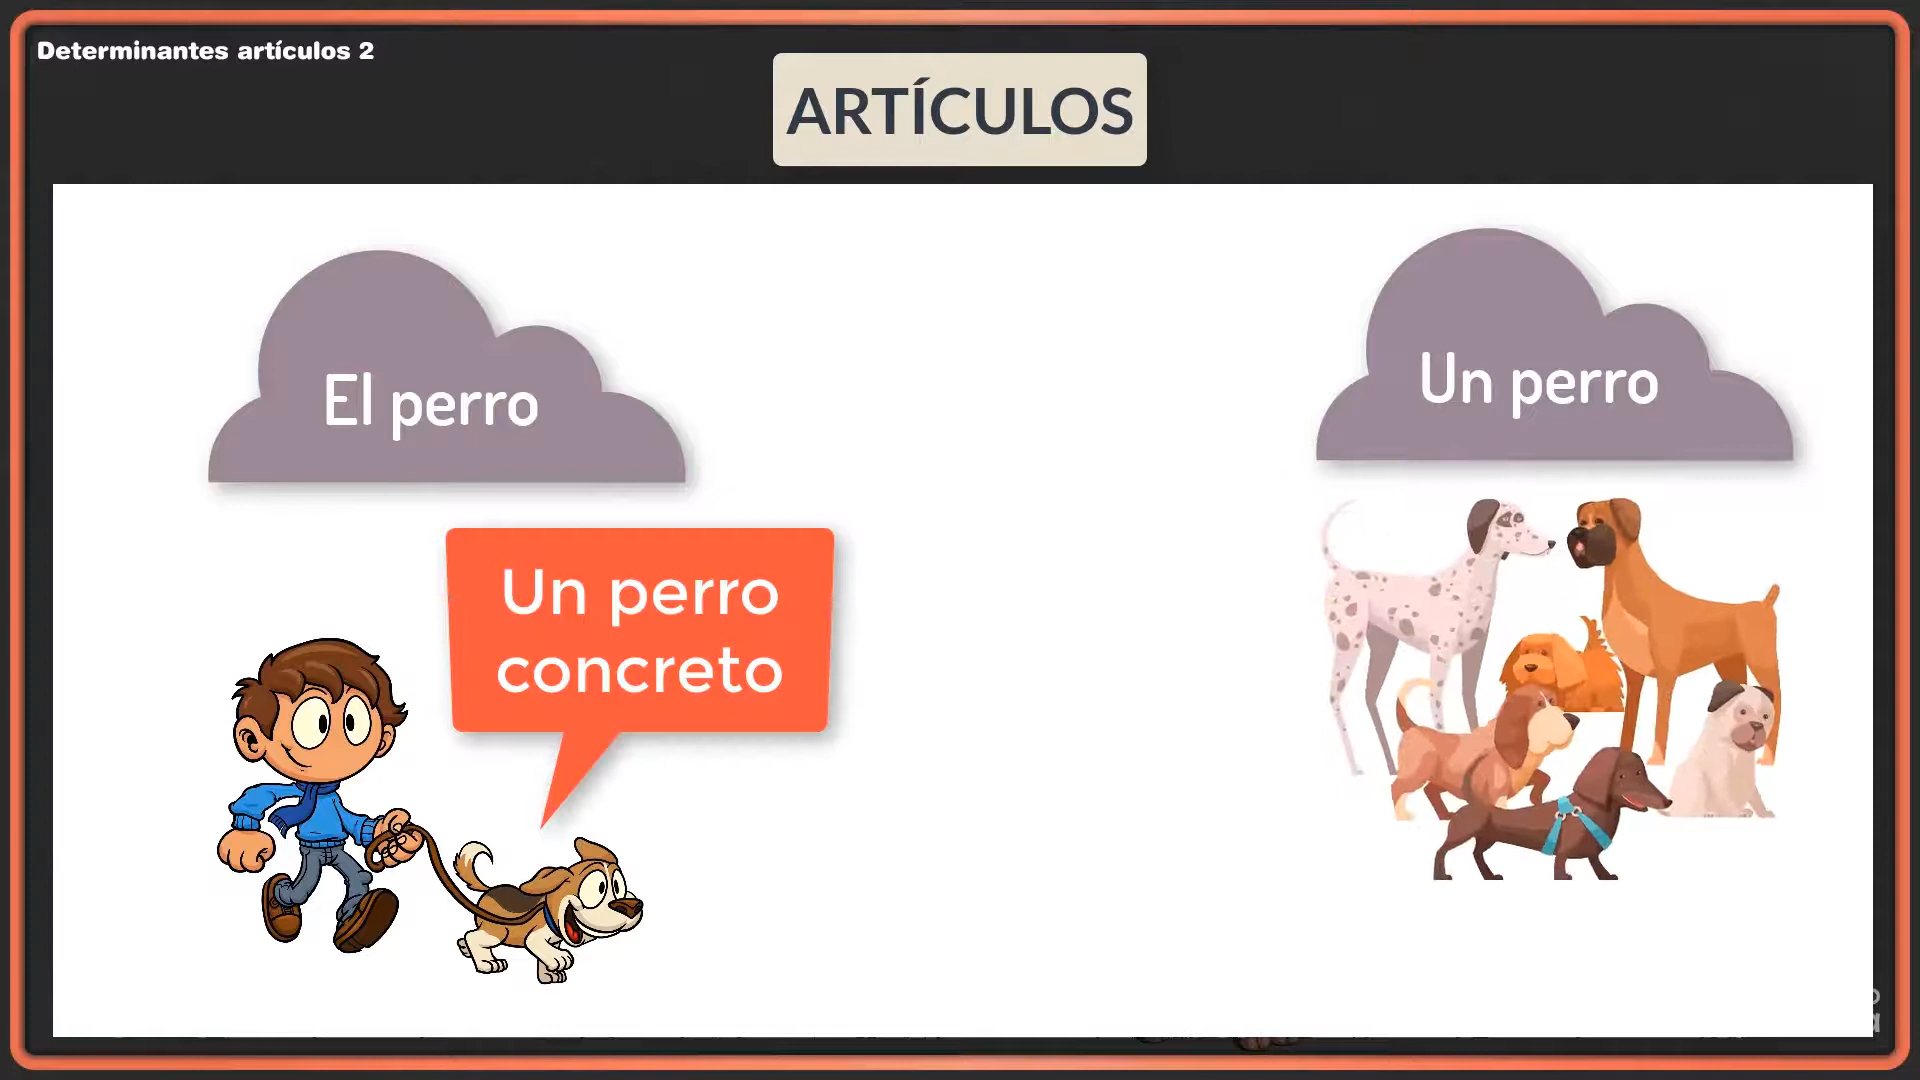 Determinantes artículos 2
ARTÍCULOS
El perro
Un perro
Un perro
concreto